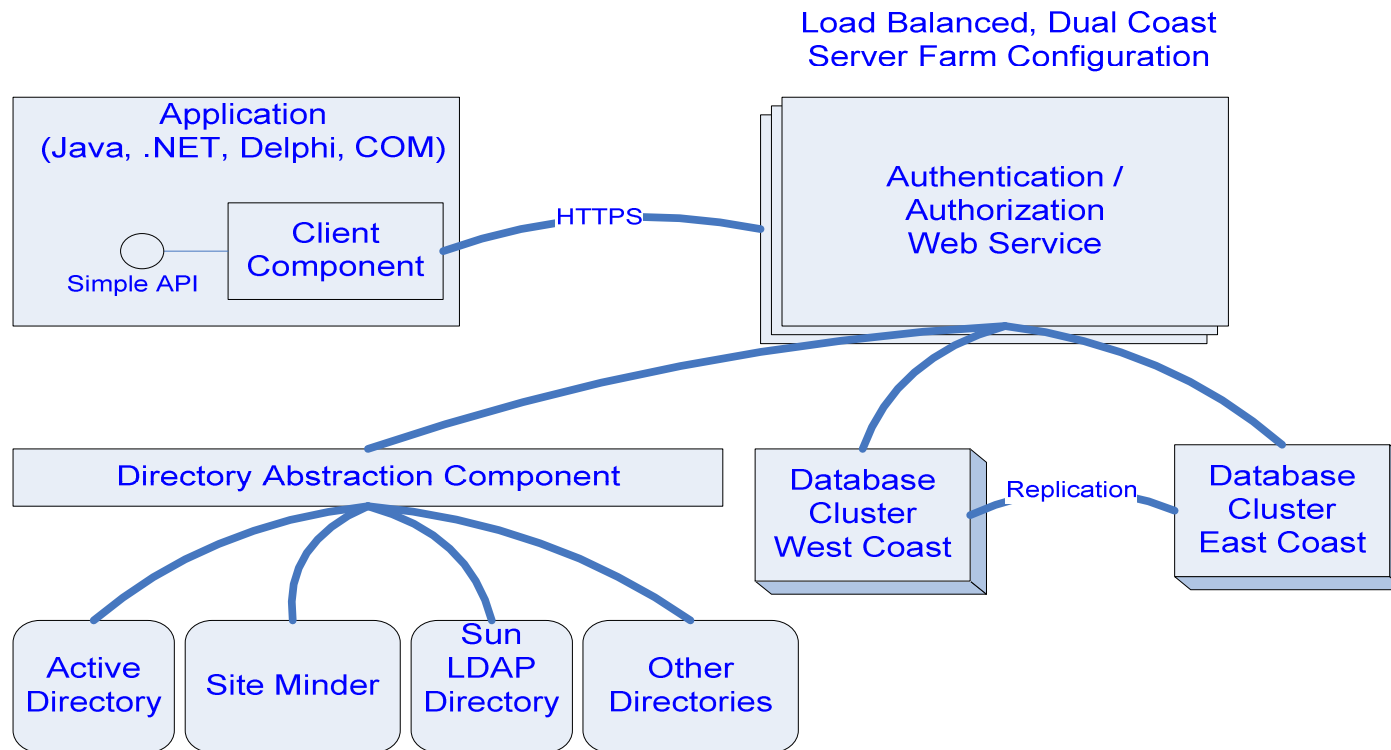 Load Balanced, Dual Coast
Server Farm Configuration
Application
(Java, .NET, Delphi, COM)
Client
Component
Simple API
HTTPS
Authentication /
Authorization
Web Service
Directory Abstraction Component
Database
Cluster
West Coast
Replication
Database
Cluster
East Coast
Active
Directory
Site Minder
Sun
LDAP
Directory
Other
Directories